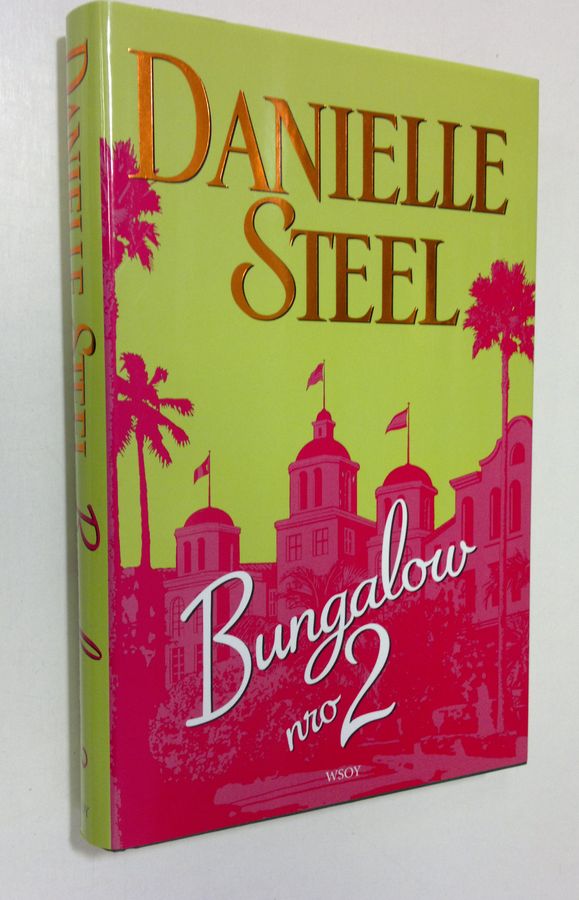 DANIELLE
STEEL
Bungalow
nro 2
WSOY
DANIELLE STEEL